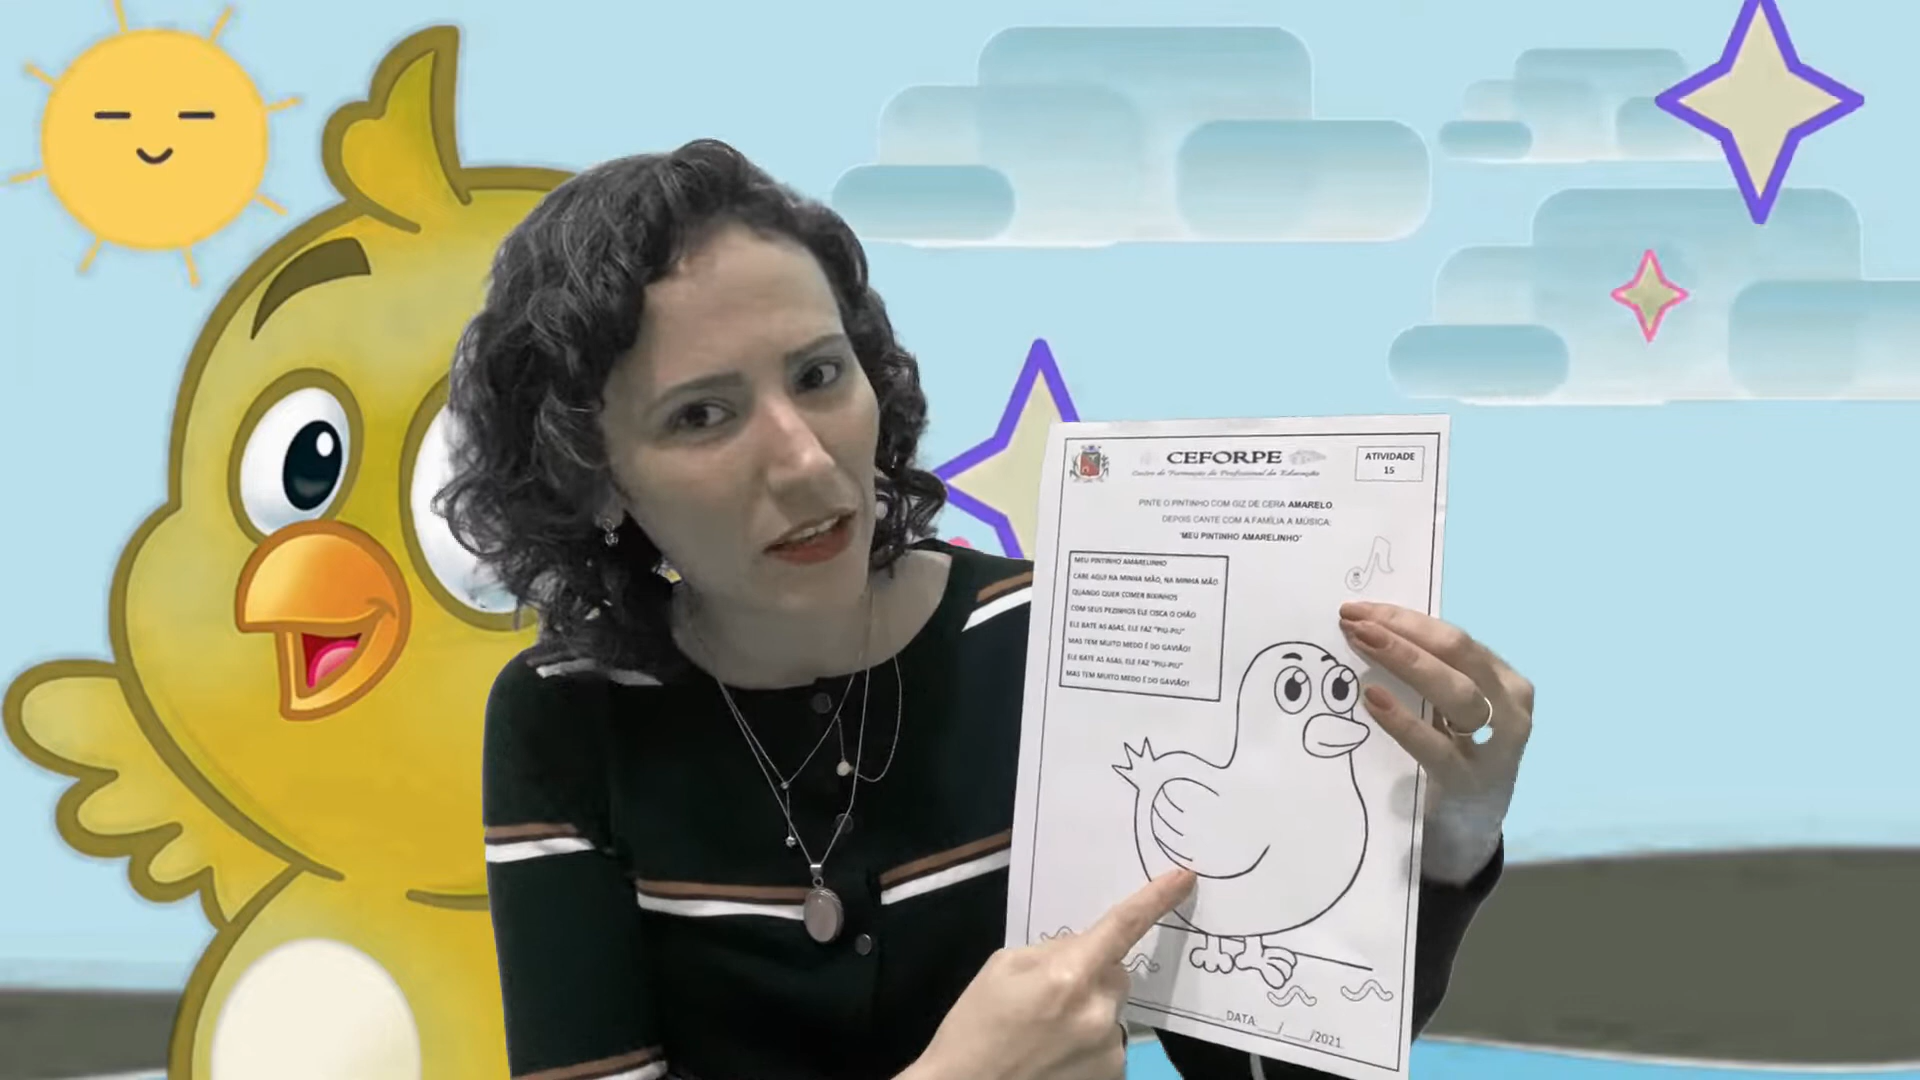 CEFORPE
Centro de Formação do Profissional da Educação
ATIVIDADE
15
PINTE O PINTINHO COM GIZ DE CERA AMARELO.
DEPOIS CANTE COM A FAMÍLIA A MÚSICA:
"MEU PINTINHO AMARELINHO"
MEU PINTINHO AMARELINHO
CABE AQUI NA MINHA MÃO, NA MINHA MÃO
QUANDO QUER COMER BIXINHOS
COM SEUS PEZINHOS ELE CISCA O CHÃO
ELE BATE AS ASAS, ELE FAZ "PIU-PIU"
MAS TEM MUITO MEDO É DO GAVIÃO!
ELE BATE AS ASAS, ELE FAZ "PIU-PIU"
MAS TEM MUITO MEDO É DO GAVIÃO!
DATA: ___/___/2021